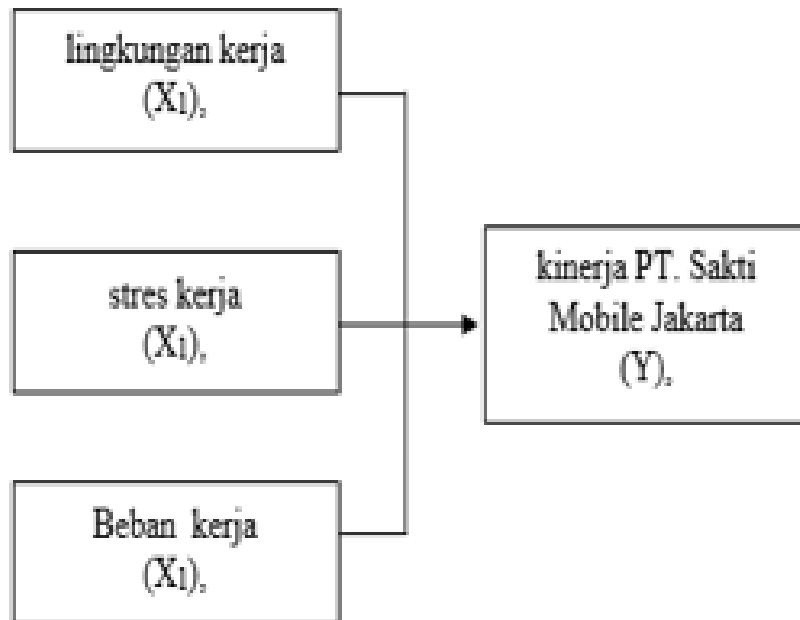 lingkungan kerja
(X1),
stres kerja
(X1),
Beban kerja
(X1),
kinerja PT. Sakti
Mobile Jakarta
(Y),